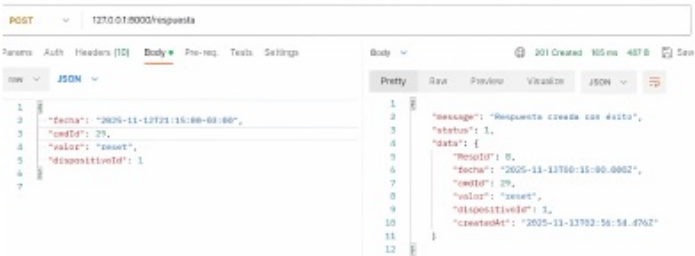 POST 127.0.0.1:8000/respuesta
Params Auth Headers (10) Body Pre-req. Tests Settings
raw JSON
1 {
2 "fecha": "2025-11-12T21:15:00-03:00",
3 "cmdId": 29,
4 "valor": "reset",
5 "dispositivoId": 1
6 }
7
Body 201 Created 165 ms 487 B Save
Pretty Raw Preview Visualize JSON
1 {
2 "message": "Respuesta creada con éxito",
3 "status": 1,
4 "data": {
5 "RespId": 8,
6 "fecha": "2025-11-13T00:15:00.000Z",
7 "cmdId": 29,
8 "valor": "reset",
9 "dispositivoId": 1,
10 "createdAt": "2025-11-13T02:56:54.076Z"
11 }
12 }